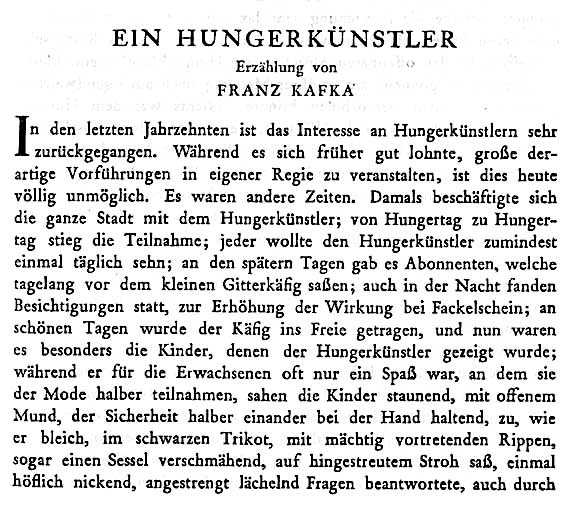 EIN HUNGERKÜNSTLER
Erzählung von
FRANZ KAFKA
In den letzten Jahrzehnten ist das Interesse an Hungerkünstlern sehr
zurückgegangen. Während es sich früher gut lohnte, große der-
artige Vorführungen in eigener Regie zu veranstalten, ist dies heute
völlig unmöglich. Es waren andere Zeiten. Damals beschäftigte sich
die ganze Stadt mit dem Hungerkünstler; von Hungertag zu Hunger-
tag stieg die Teilnahme; jeder wollte den Hungerkünstler zumindest
einmal täglich sehn; an den spätern Tagen gab es Abonnenten, welche
tagelang vor dem kleinen Gitterkäfig saßen; auch in der Nacht fanden
Besichtigungen statt, zur Erhöhung der Wirkung bei Fackelschein; an
schönen Tagen wurde der Käfig ins Freie getragen, und nun waren
es besonders die Kinder, denen der Hungerkünstler gezeigt wurde;
während er für die Erwachsenen oft nur ein Spaß war, an dem sie
der Mode halber teilnahmen, sahen die Kinder staunend, mit offenem
Mund, der Sicherheit halber einander bei der Hand haltend, zu, wie
er bleich, im schwarzen Trikot, mit mächtig vortretenden Rippen,
sogar einen Sessel verschmähend, auf hingestreutem Stroh saß, einmal
höflich nickend, angestrengt lächelnd Fragen beantwortete, auch durch